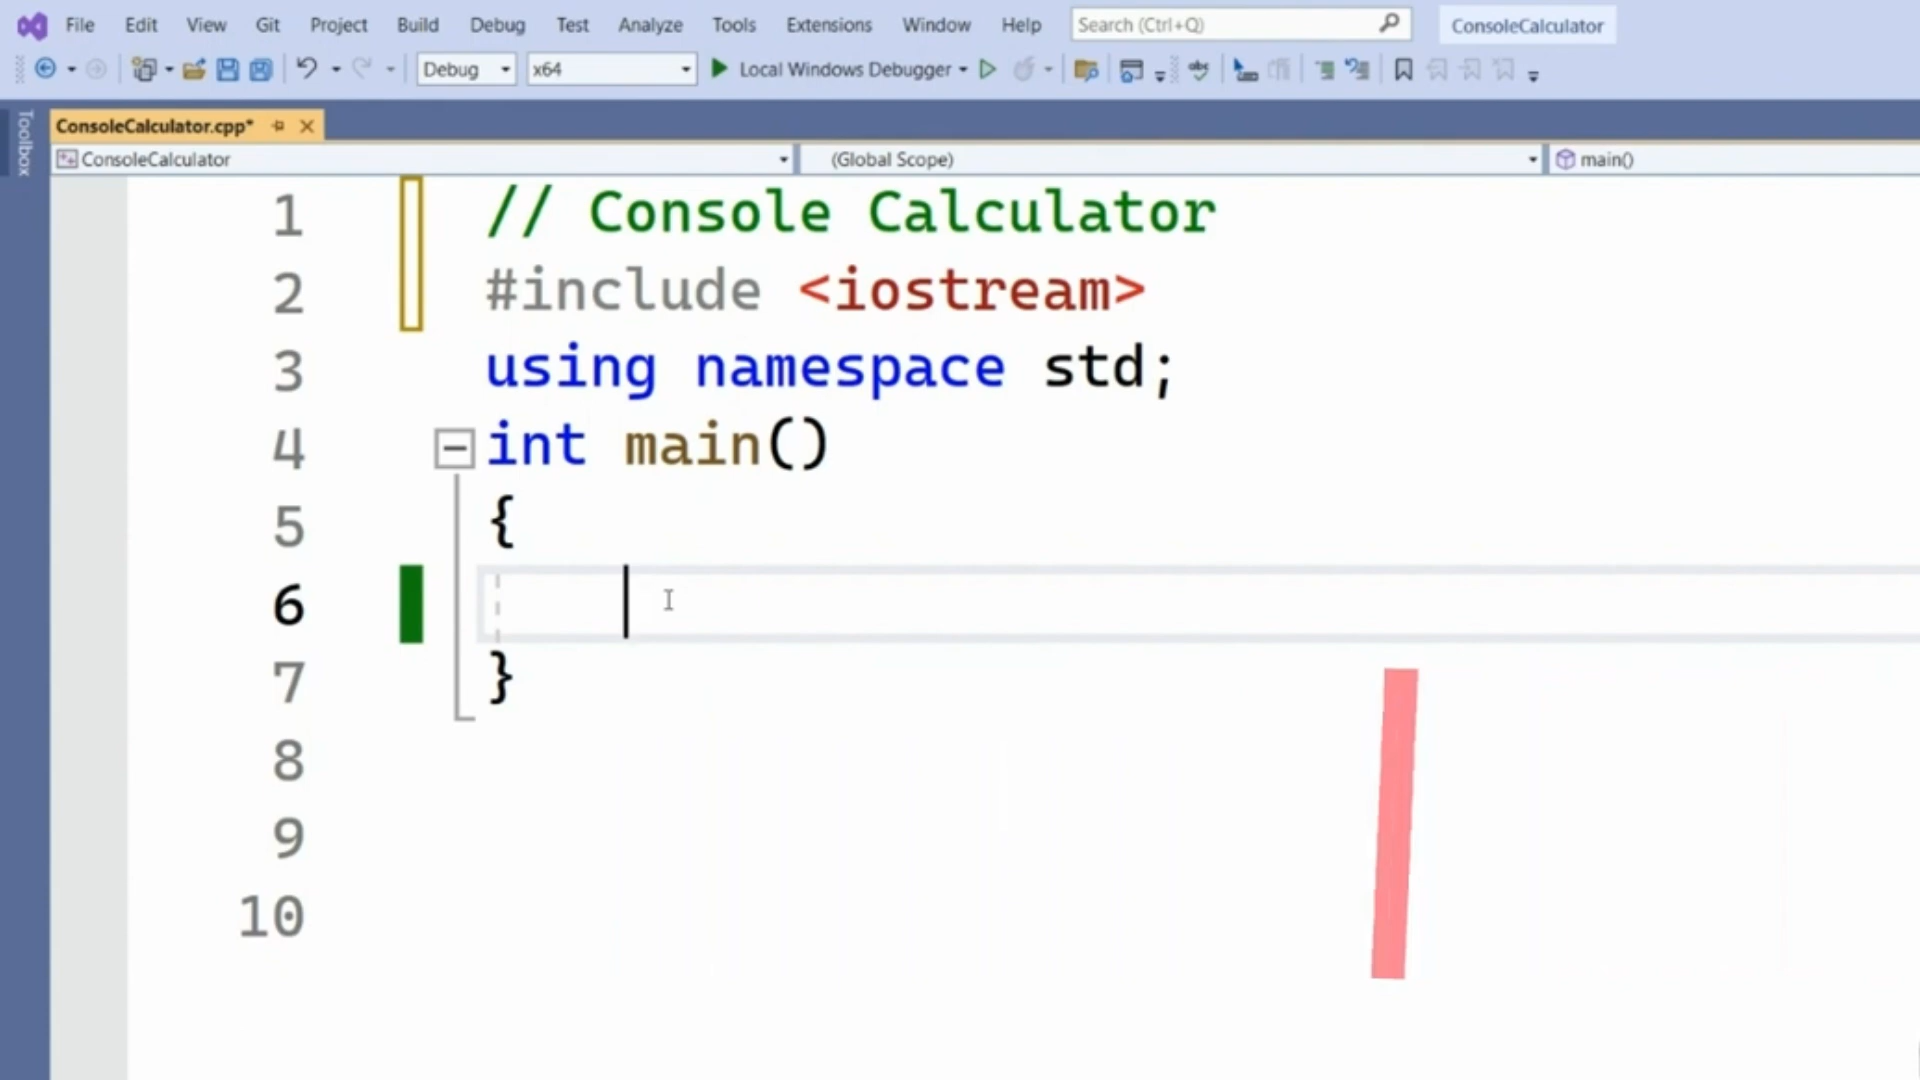 File Edit View Git Project Build Debug Test Analyze Tools Extensions Window Help Search (Ctrl+Q) ConsoleCalculator
Debug x64 Local Windows Debugger abc
Toolbox
ConsoleCalculator.cpp*
ConsoleCalculator (Global Scope) main()
1 // Console Calculator
2 #include <iostream>
3 using namespace std;
4 int main()
5 {
6
7 }
8
9
10